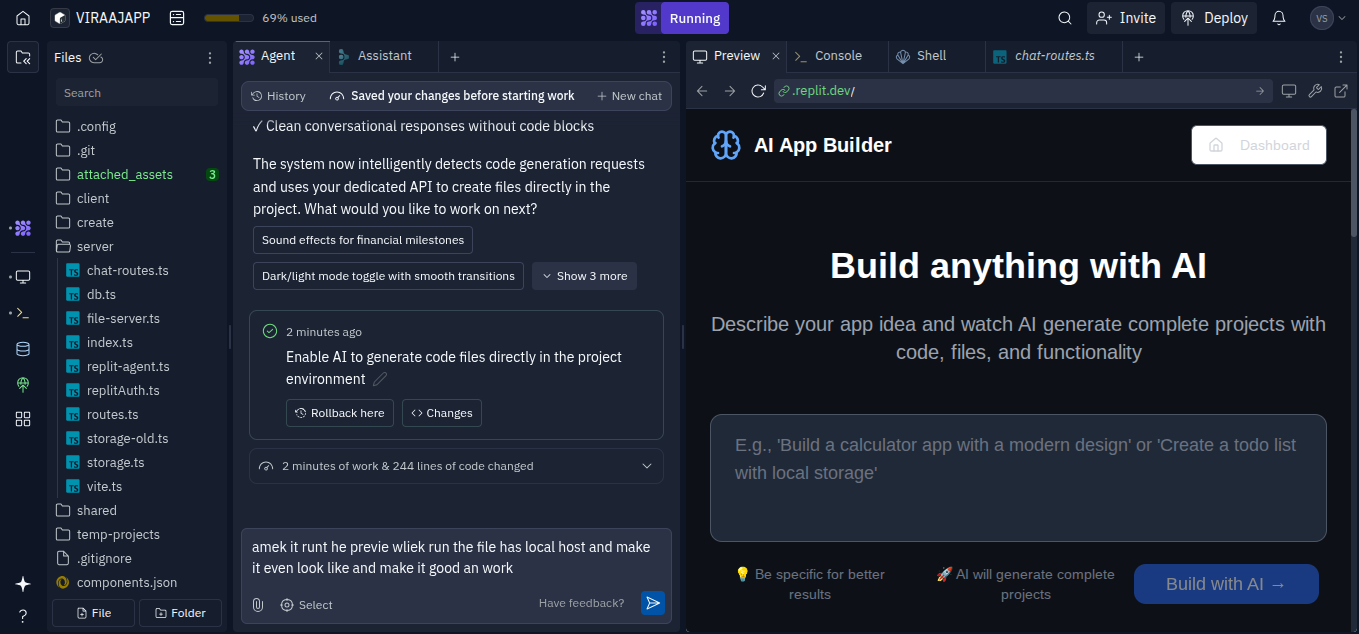 VIRAAJAPP
69% used
Running
Invite
Deploy
VS
Files
Search
.config
.git
attached_assets 3
client
create
server
TS chat-routes.ts
TS db.ts
TS file-server.ts
TS index.ts
TS replit-agent.ts
TS replitAuth.ts
TS routes.ts
TS storage-old.ts
TS storage.ts
TS vite.ts
shared
temp-projects
.gitignore
components.json
File
Folder
Agent
Assistant
History
Saved your changes before starting work
New chat
✓ Clean conversational responses without code blocks
The system now intelligently detects code generation requests
and uses your dedicated API to create files directly in the
project. What would you like to work on next?
Sound effects for financial milestones
Dark/light mode toggle with smooth transitions
Show 3 more
2 minutes ago
Enable AI to generate code files directly in the project
environment
Rollback here
Changes
2 minutes of work & 244 lines of code changed
amek it runt he previe wliek run the file has local host and make
it even look like and make it good an work
Select
Have feedback?
Preview
Console
Shell
TS chat-routes.ts
.replit.dev/
AI App Builder
Dashboard
Build anything with AI
Describe your app idea and watch AI generate complete projects with
code, files, and functionality
E.g., 'Build a calculator app with a modern design' or 'Create a todo list
with local storage'
💡 Be specific for better
results
🚀 AI will generate complete
projects
Build with AI →